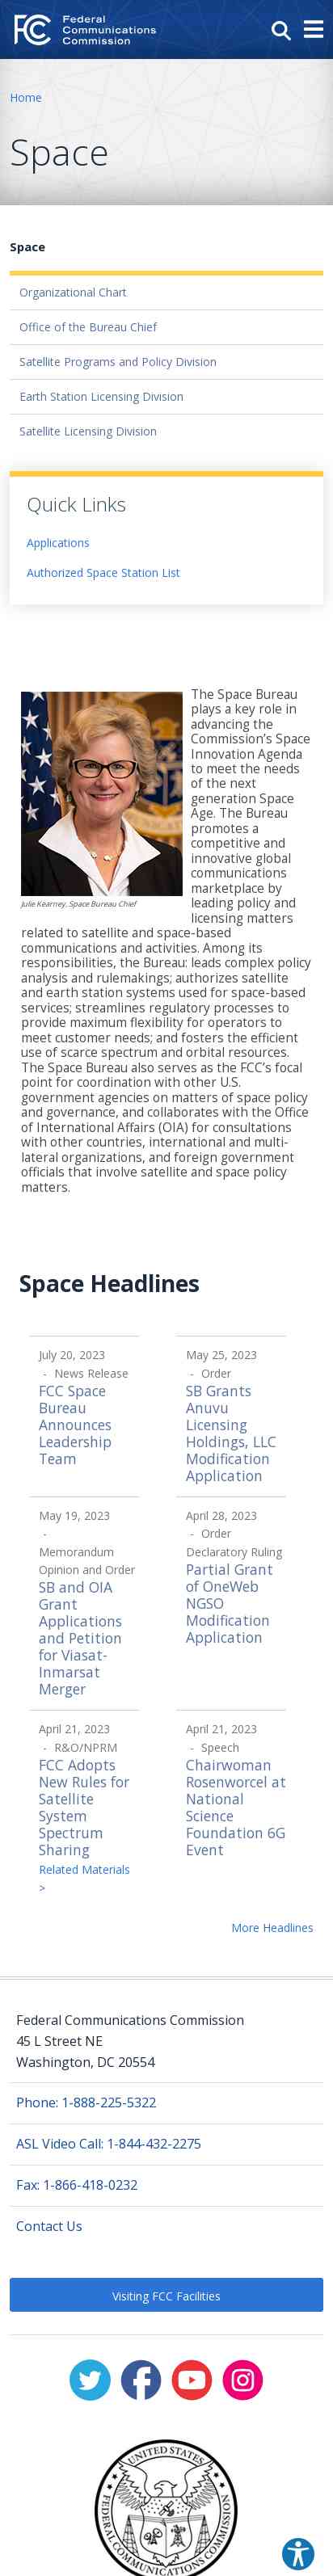 Federal
Communications
Commission
Home
Space
Space
Organizational Chart
Office of the Bureau Chief
Satellite Programs and Policy Division
Earth Station Licensing Division
Satellite Licensing Division
Quick Links
Applications
Authorized Space Station List
The Space Bureau
plays a key role in
advancing the
Commission's Space
Innovation Agenda
to meet the needs
of the next
generation Space
Age. The Bureau
promotes a
competitive and
innovative global
communications
marketplace by
leading policy and
licensing matters
Julie Kearney, Space Bureau Chief
related to satellite and space-based
communications and activities. Among its
responsibilities, the Bureau: leads complex policy
analysis and rulemakings; authorizes satellite
and earth station systems used for space-based
services; streamlines regulatory processes to
provide maximum flexibility for operators to
meet customer needs; and fosters the efficient
use of scarce spectrum and orbital resources.
The Space Bureau also serves as the FCC's focal
point for coordination with other U.S.
government agencies on matters of space policy
and governance, and collaborates with the Office
of International Affairs (OIA) for consultations
with other countries, international and multi-
lateral organizations, and foreign government
officials that involve satellite and space policy
matters.
Space Headlines
July 20, 2023
- News Release
FCC Space
Bureau
Announces
Leadership
Team
May 25, 2023
- Order
SB Grants
Anuvu
Licensing
Holdings, LLC
Modification
Application
May 19, 2023
-
Memorandum
Opinion and Order
SB and OIA
Grant
Applications
and Petition
for Viasat-
Inmarsat
Merger
April 28, 2023
- Order
Declaratory Ruling
Partial Grant
of OneWeb
NGSO
Modification
Application
April 21, 2023
- R&O/NPRM
FCC Adopts
New Rules for
Satellite
System
Spectrum
Sharing
Related Materials
>
April 21, 2023
- Speech
Chairwoman
Rosenworcel at
National
Science
Foundation 6G
Event
More Headlines
Federal Communications Commission
45 L Street NE
Washington, DC 20554
Phone: 1-888-225-5322
ASL Video Call: 1-844-432-2275
Fax: 1-866-418-0232
Contact Us
Visiting FCC Facilities
UNITED STATES
FEDERAL COMMUNICATIONS COMMISSION